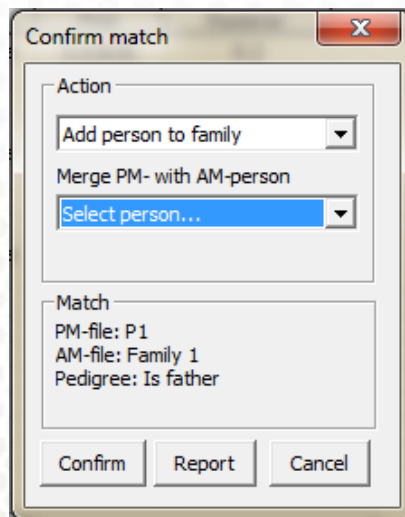 Confirm match
Action
Add person to family
Merge PM- with AM-person
Select person...
Match
PM-file: P1
AM-file: Family 1
Pedigree: Is father
Confirm
Report
Cancel